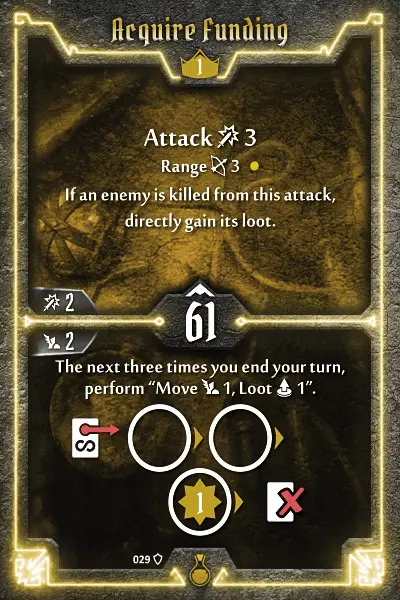 Acquire Funding
1
Attack 3
Range 3
If an enemy is killed from this attack,
directly gain its loot.
2
61
2
The next three times you end your turn,
perform “Move 1, Loot 1”.
S
1
029